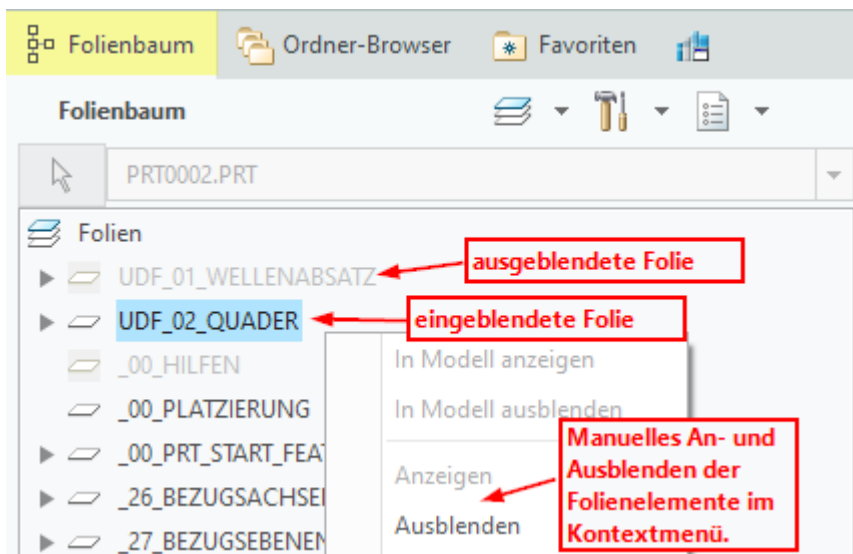 Folienbaum Ordner-Browser Favoriten
Folienbaum
PRT0002.PRT
Folien
UDF_01_WELLENABSATZ ausgeblendete Folie
UDF_02_QUADER eingeblendete Folie
_00_HILFEN In Modell anzeigen
_00_PLATZIERUNG In Modell ausblenden
_00_PRT_START_FEAT
_26_BEZUGSACHSEN Anzeigen
_27_BEZUGSEBENEN Ausblenden
Manuelles An- und
Ausblenden der
Folienelemente im
Kontextmenü.